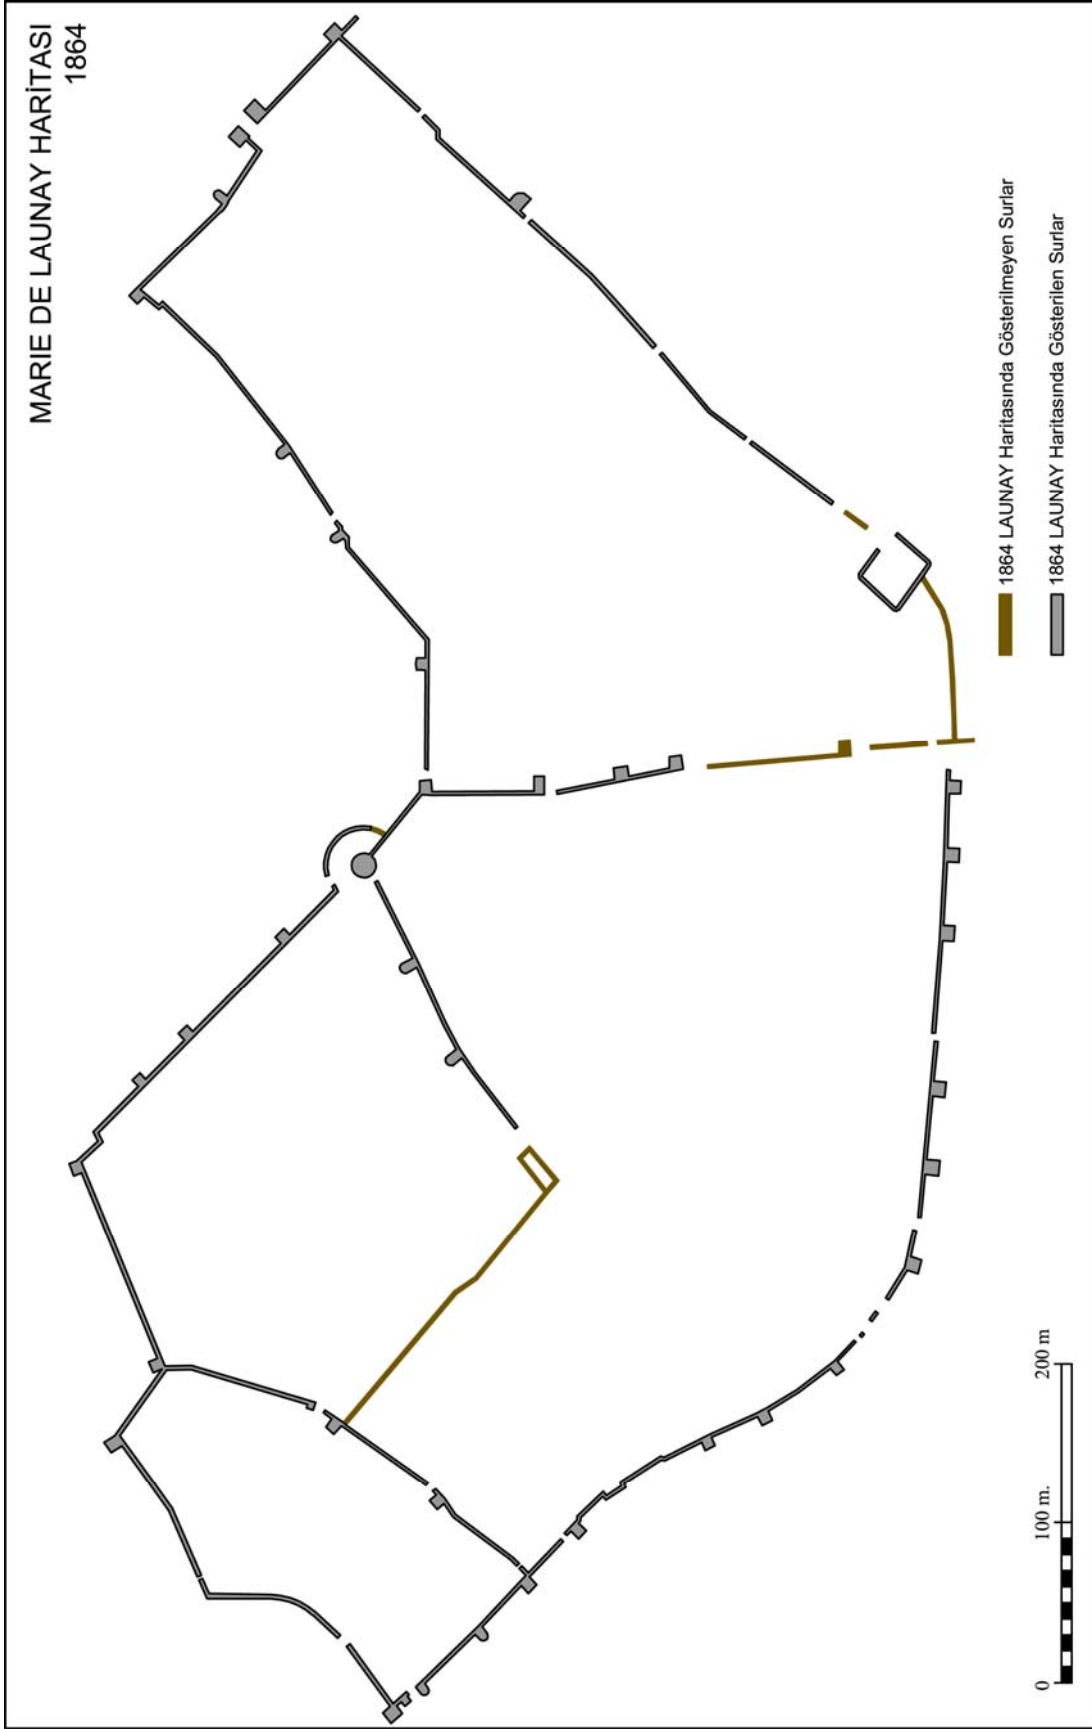 MARIE DE LAUNAY HARİTASI
1864
1864 LAUNAY Haritasında Gösterilmeyen Surlar
1864 LAUNAY Haritasında Gösterilen Surlar
0 100 m. 200 m